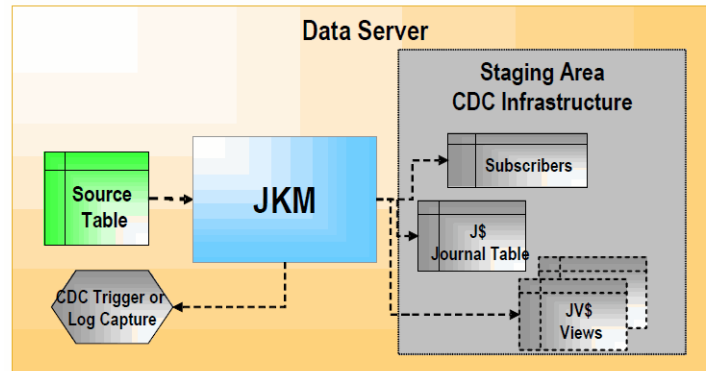 Data Server
Staging Area
CDC Infrastructure
Subscribers
Source
Table
JKM
J$
Journal Table
CDC Trigger or
Log Capture
JV$
Views